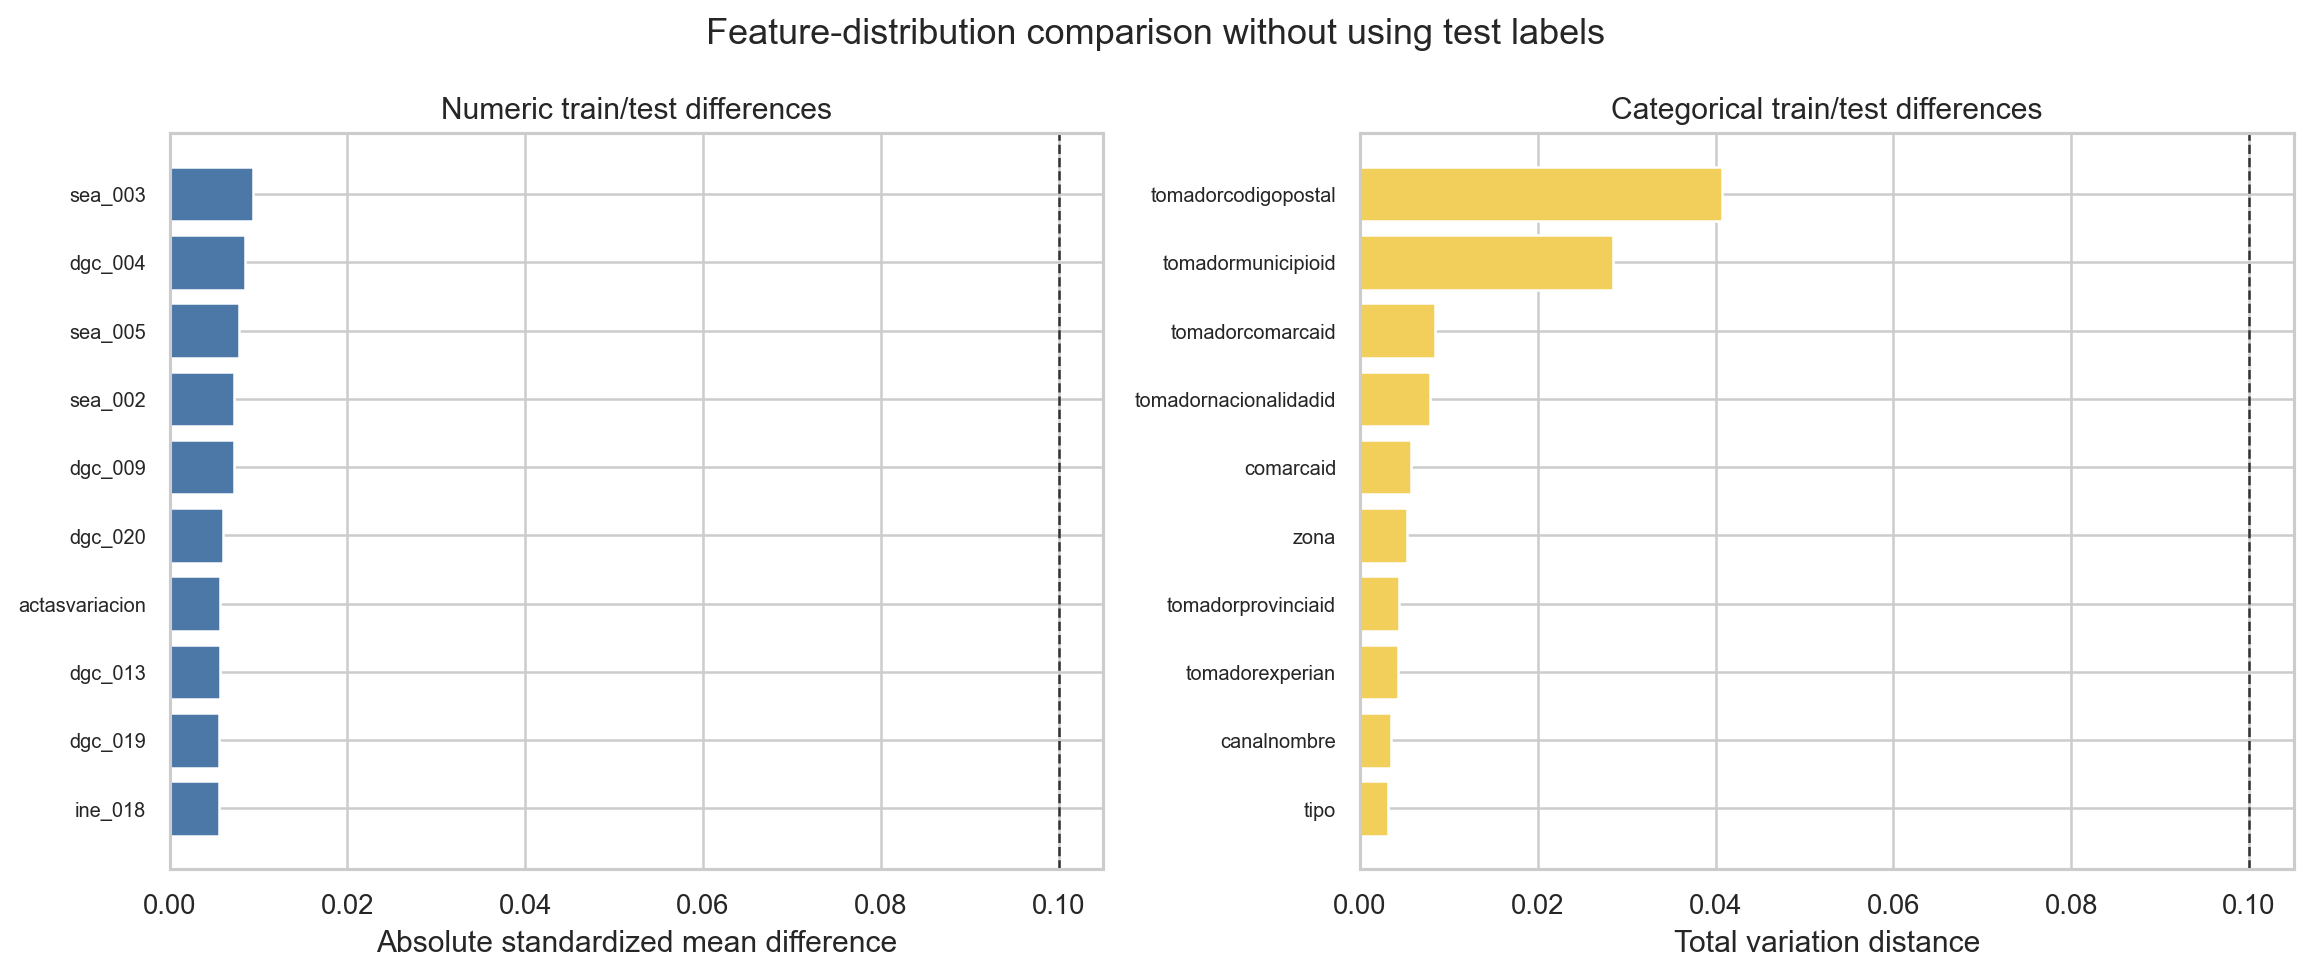 Feature-distribution comparison without using test labels
Numeric train/test differences
sea_003
dgc_004
sea_005
sea_002
dgc_009
dgc_020
actasvariacion
dgc_013
dgc_019
ine_018
0.00 0.02 0.04 0.06 0.08 0.10
Absolute standardized mean difference
Categorical train/test differences
tomadorcodigopostal
tomadormunicipioid
tomadorcomarcaid
tomadornacionalidadid
comarcaid
zona
tomadorprovinciaid
tomadorexperian
canalnombre
tipo
0.00 0.02 0.04 0.06 0.08 0.10
Total variation distance